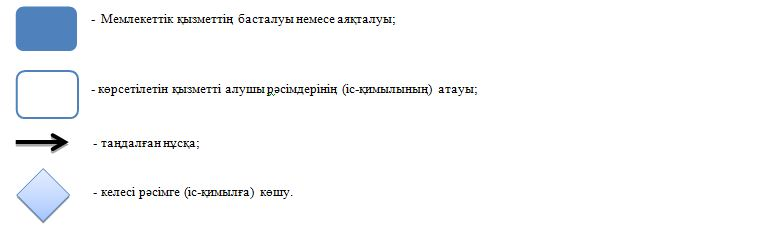 - Мемлекеттік қызметтің басталуы немесе аяқталуы;
- көрсетілетін қызметті алушы рәсімдерінің (іс-қимылының) атауы;
- таңдалған нұсқа;
- келесі рәсімге (іс-қимылға) көшу.